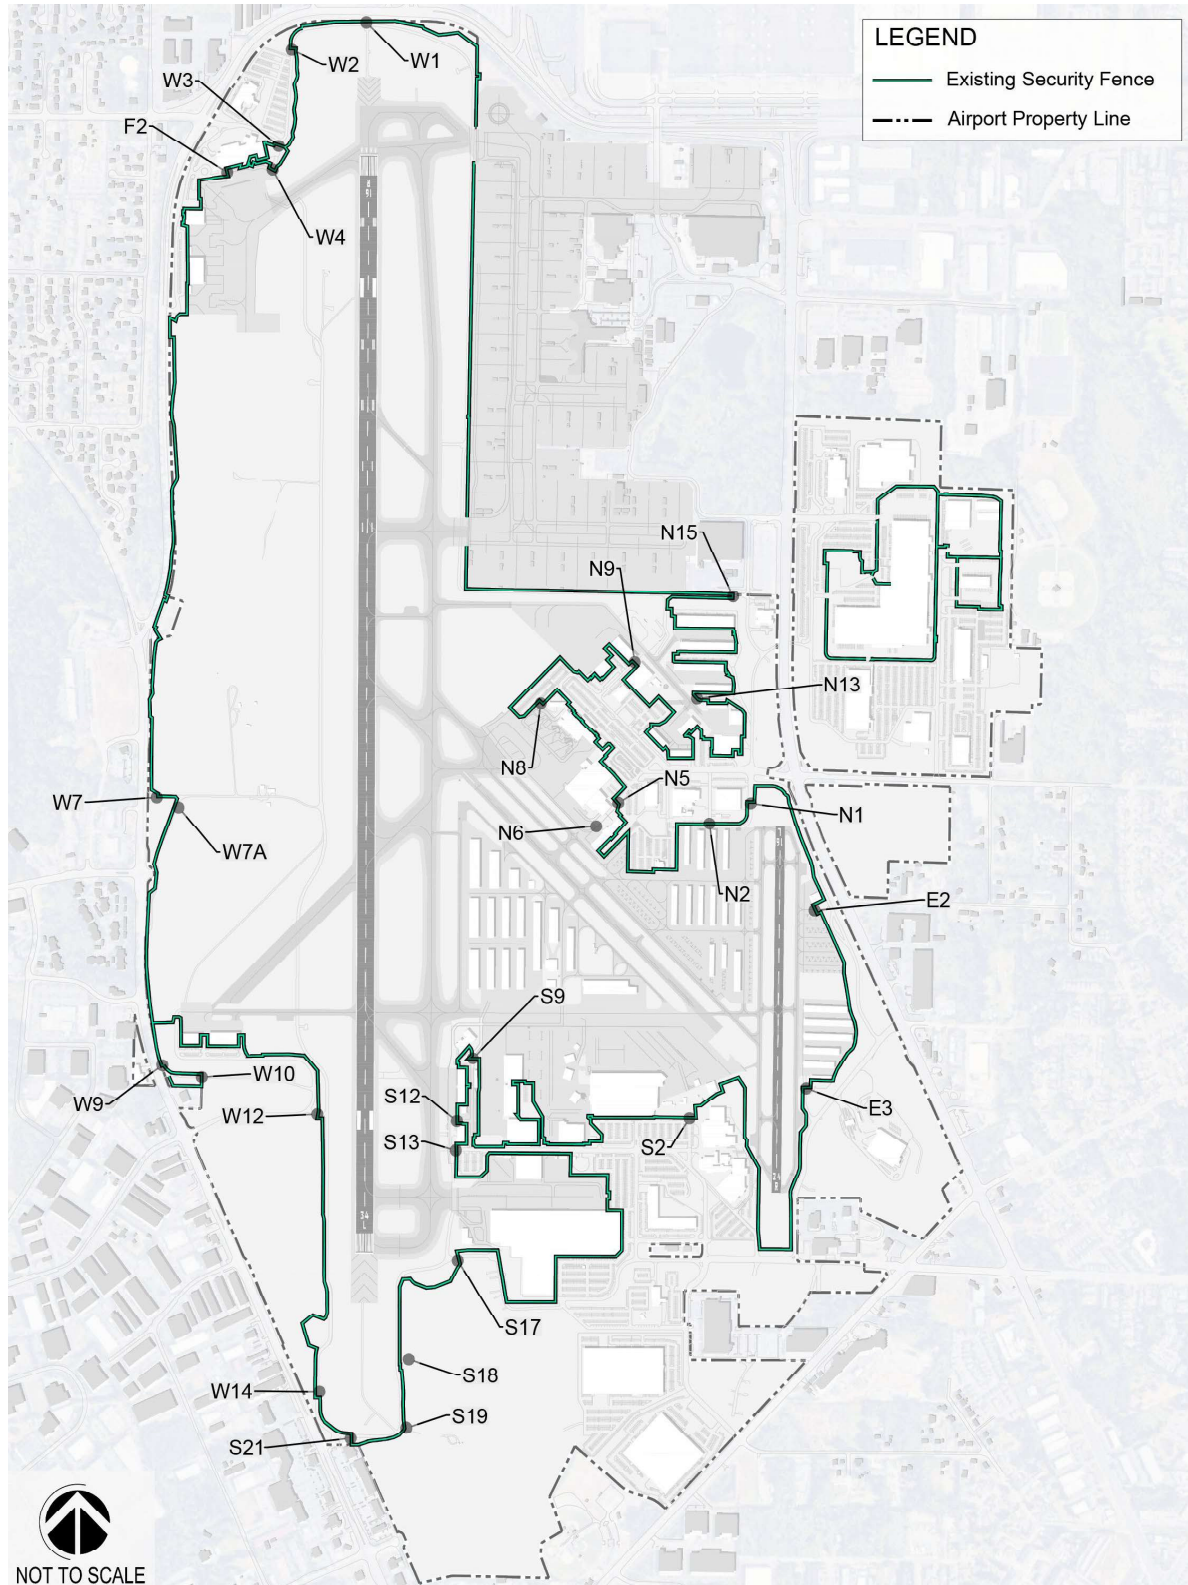 LEGEND
Existing Security Fence
Airport Property Line
W1
W2
W3
F2
W4
N15
N9
N13
N8
N5
W7
N1
N6
W7A
N2
E2
S9
W10
W9
S12
E3
W12
S13
S2
34
L
S17
S18
W14
S19
S21
NOT TO SCALE